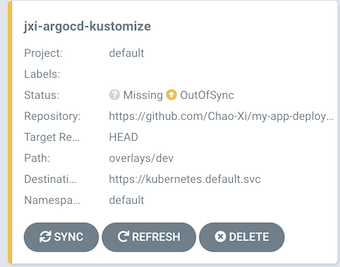 jxi-argocd-kustomize
Project: default
Labels:
Status: Missing OutOfSync
Repository: https://github.com/Chao-Xi/my-app-deploy...
Target Re... HEAD
Path: overlays/dev
Destinati... https://kubernetes.default.svc
Namespa... default
SYNC REFRESH DELETE